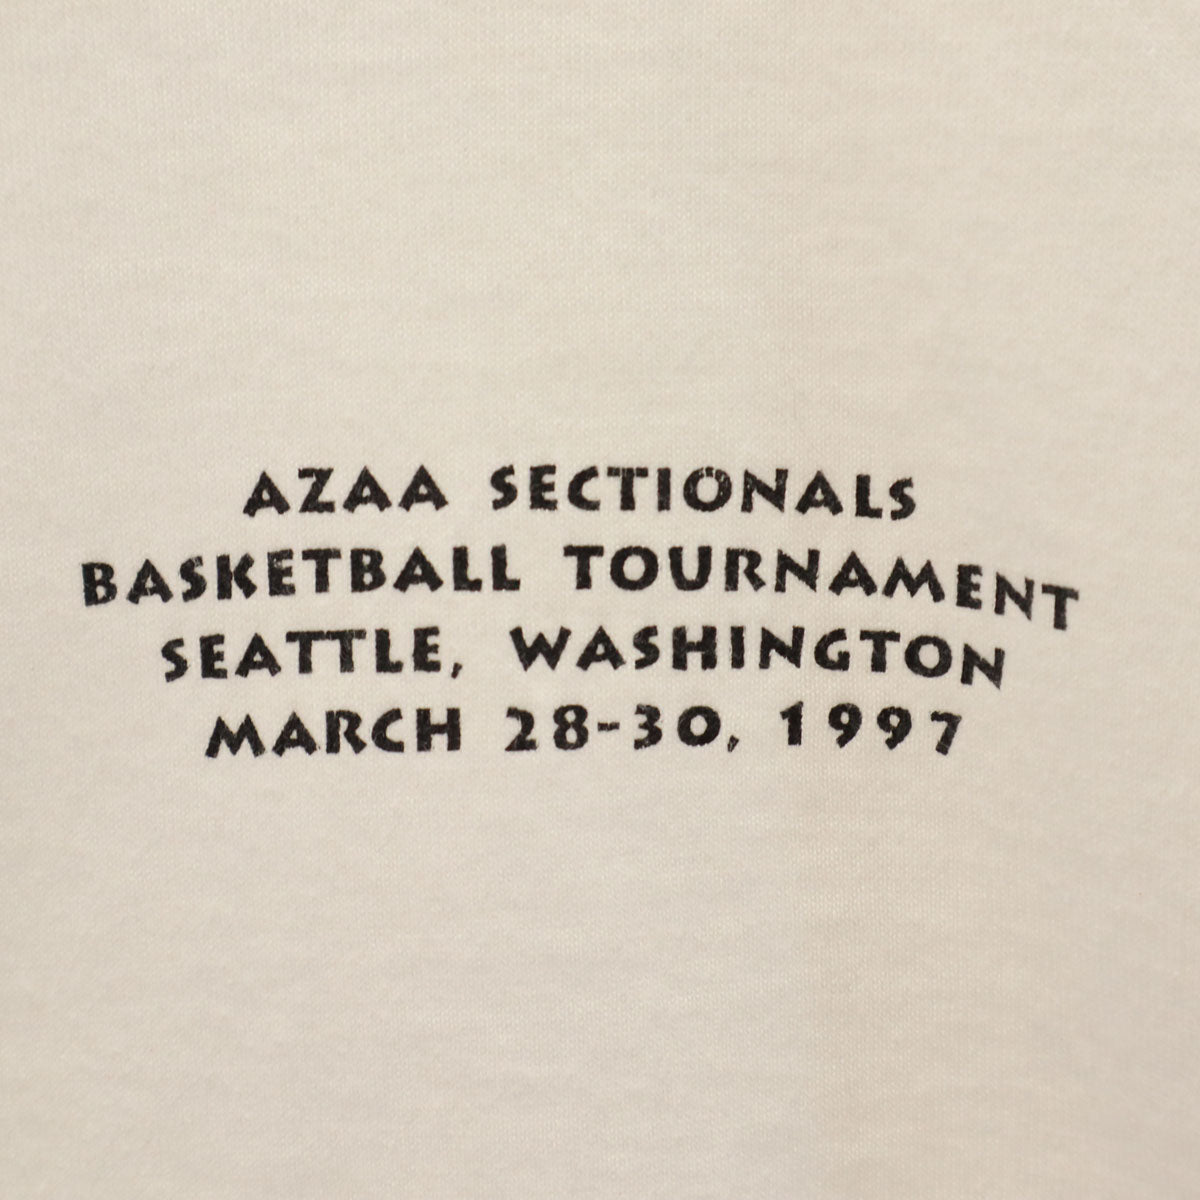 AZAA SECTIONALS
BASKETBALL TOURNAMENT
SEATTLE, WASHINGTON
MARCH 28-30, 1997